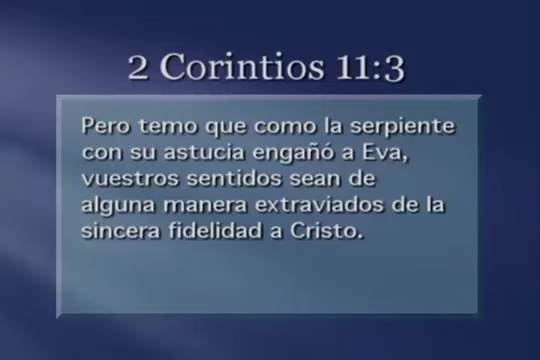 2 Corintios 11:3
Pero temo que como la serpiente
con su astucia engañó a Eva,
vuestros sentidos sean de
alguna manera extraviados de la
sincera fidelidad a Cristo.